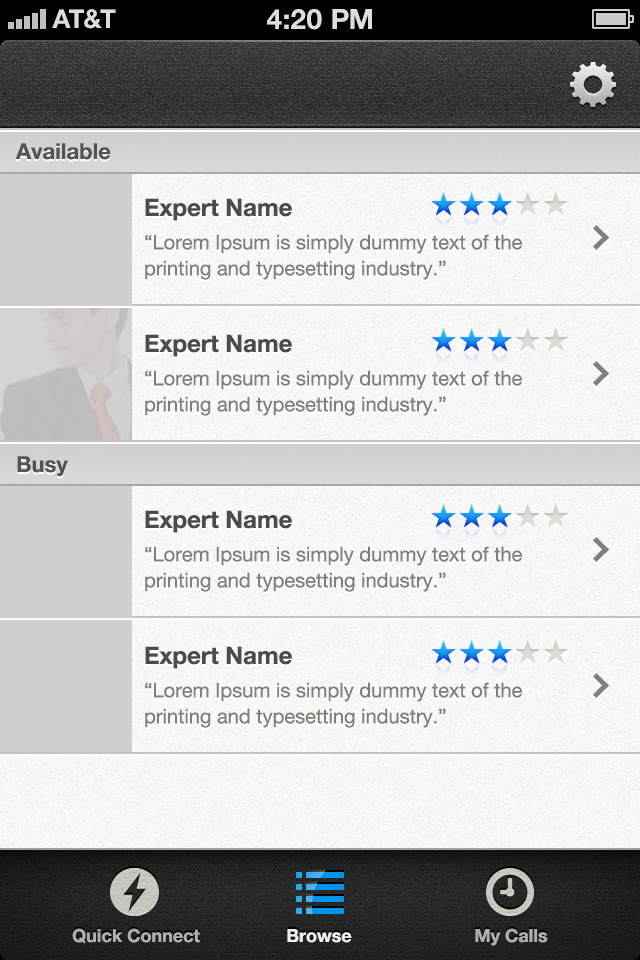 AT&T 4:20 PM
Available
Expert Name
“Lorem Ipsum is simply dummy text of the
printing and typesetting industry.”
Expert Name
“Lorem Ipsum is simply dummy text of the
printing and typesetting industry.”
Busy
Expert Name
“Lorem Ipsum is simply dummy text of the
printing and typesetting industry.”
Expert Name
“Lorem Ipsum is simply dummy text of the
printing and typesetting industry.”
Quick Connect Browse My Calls